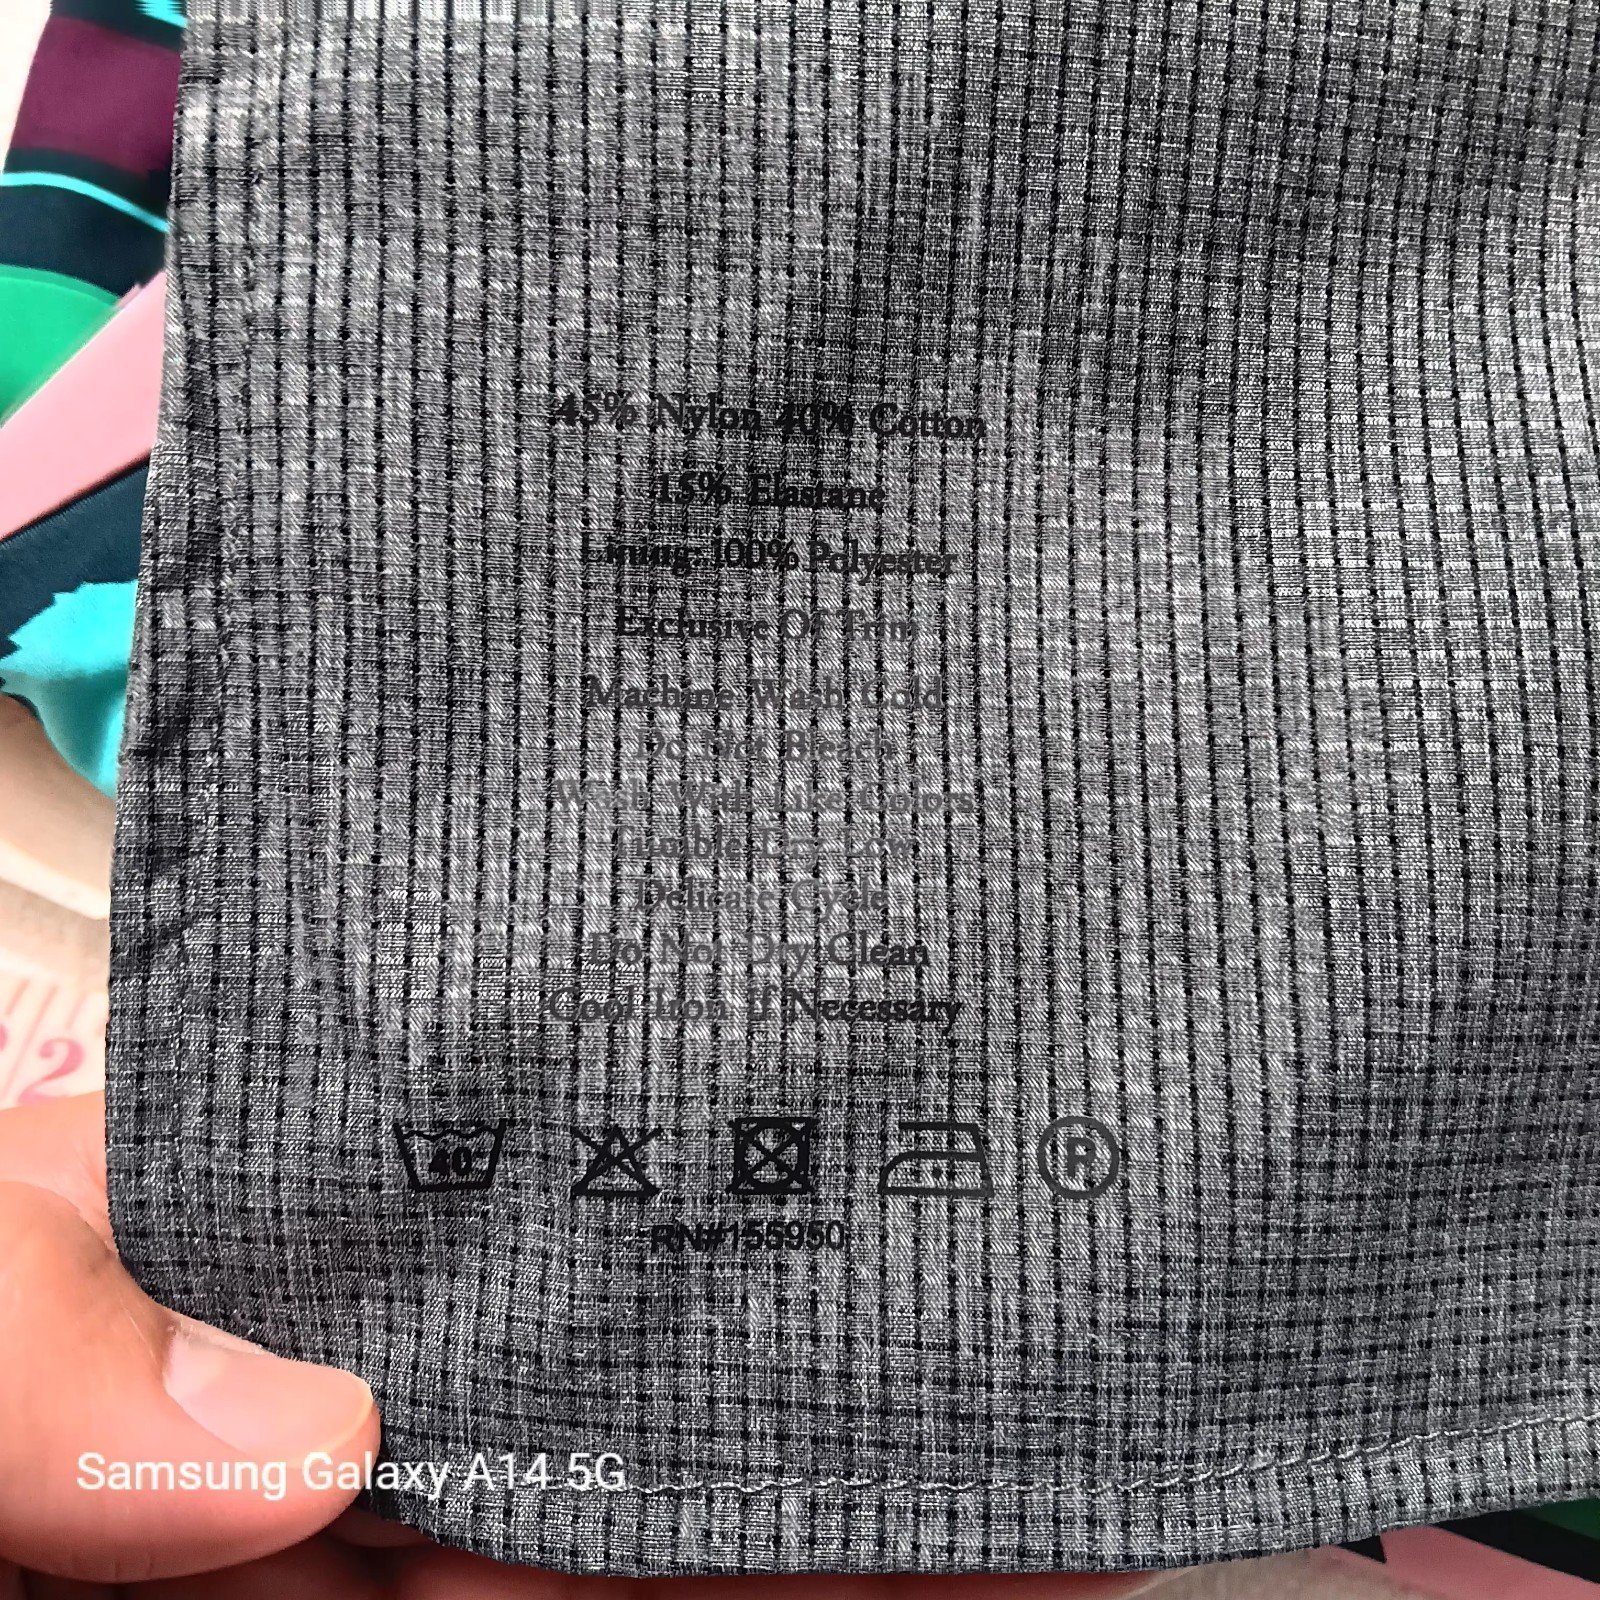 45% Nylon 40% Cotton
15% Elastane
Lining: 100% Polyester
Exclusive Of Trim
Machine Wash Cold
Do Not Bleach
Wash With Like Colors
Tumble Dry Low
Delicate Cycle
Do Not Dry Clean
Cool Iron if Necessary
40°
P
RN#155950
Samsung Galaxy A14 5G